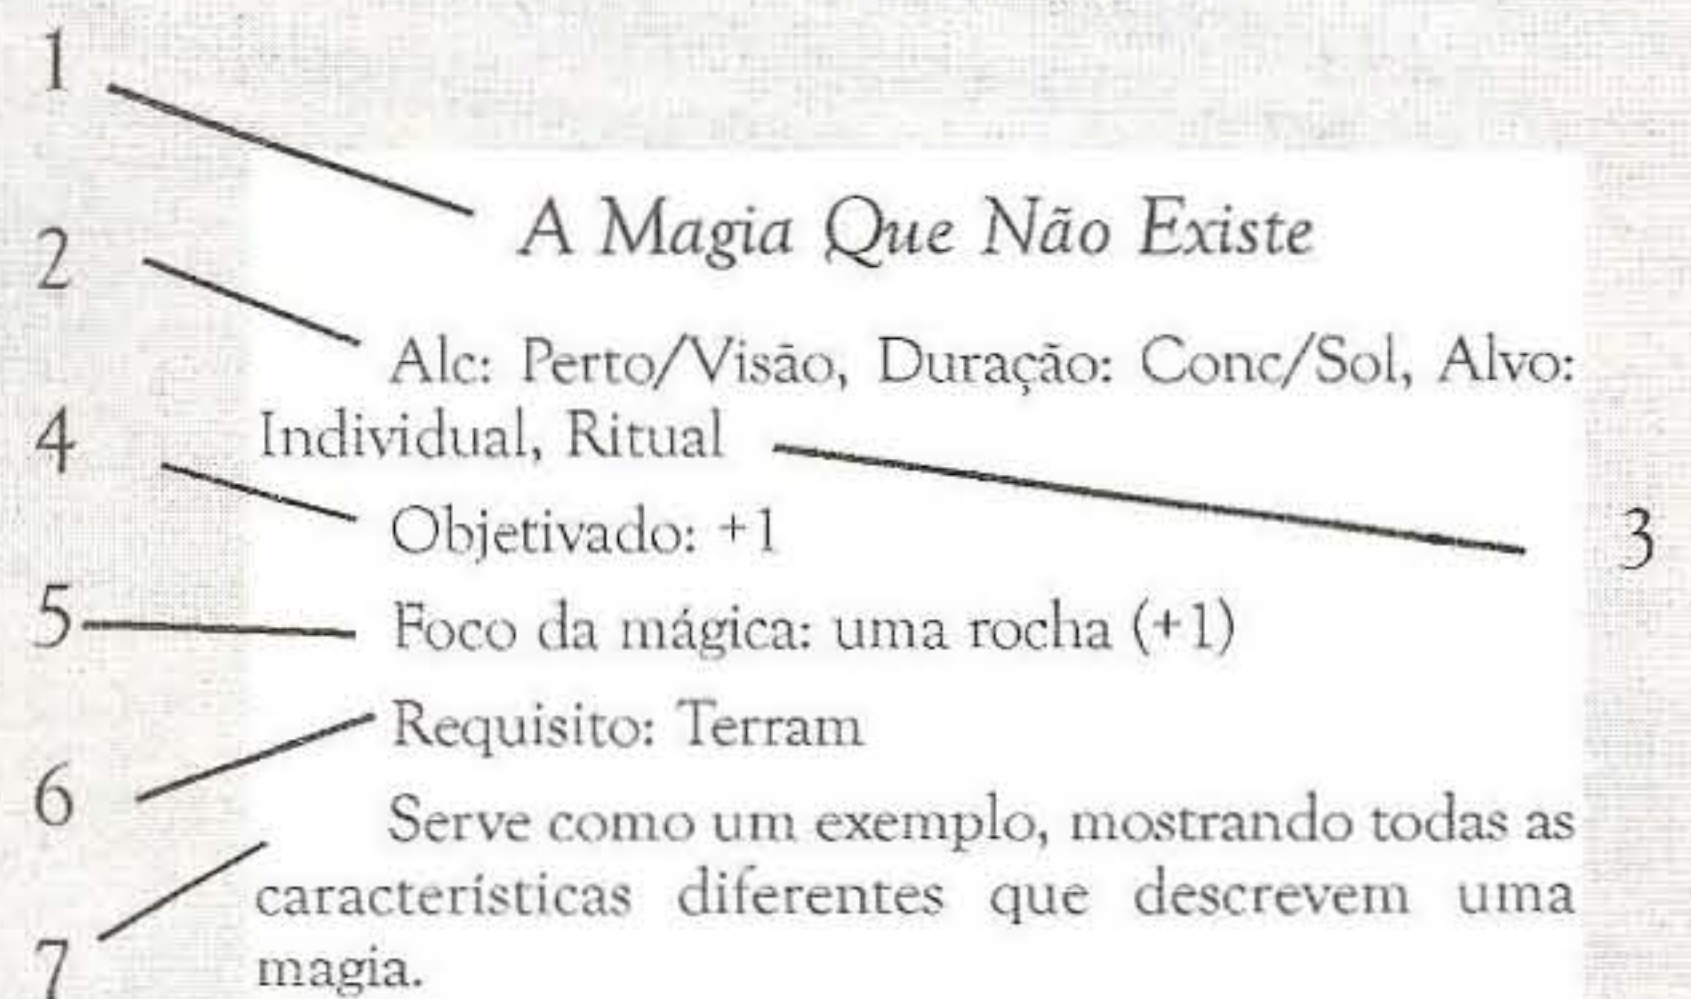 1
A Magia Que Não Existe
2
Alc: Perto/Visão, Duração: Conc/Sol, Alvo:
4
Individual, Ritual
Objetivado: +1
3
5
Foco da mágica: uma rocha (+1)
Requisito: Terram
6
Serve como um exemplo, mostrando todas as
características diferentes que descrevem uma
7
magia.